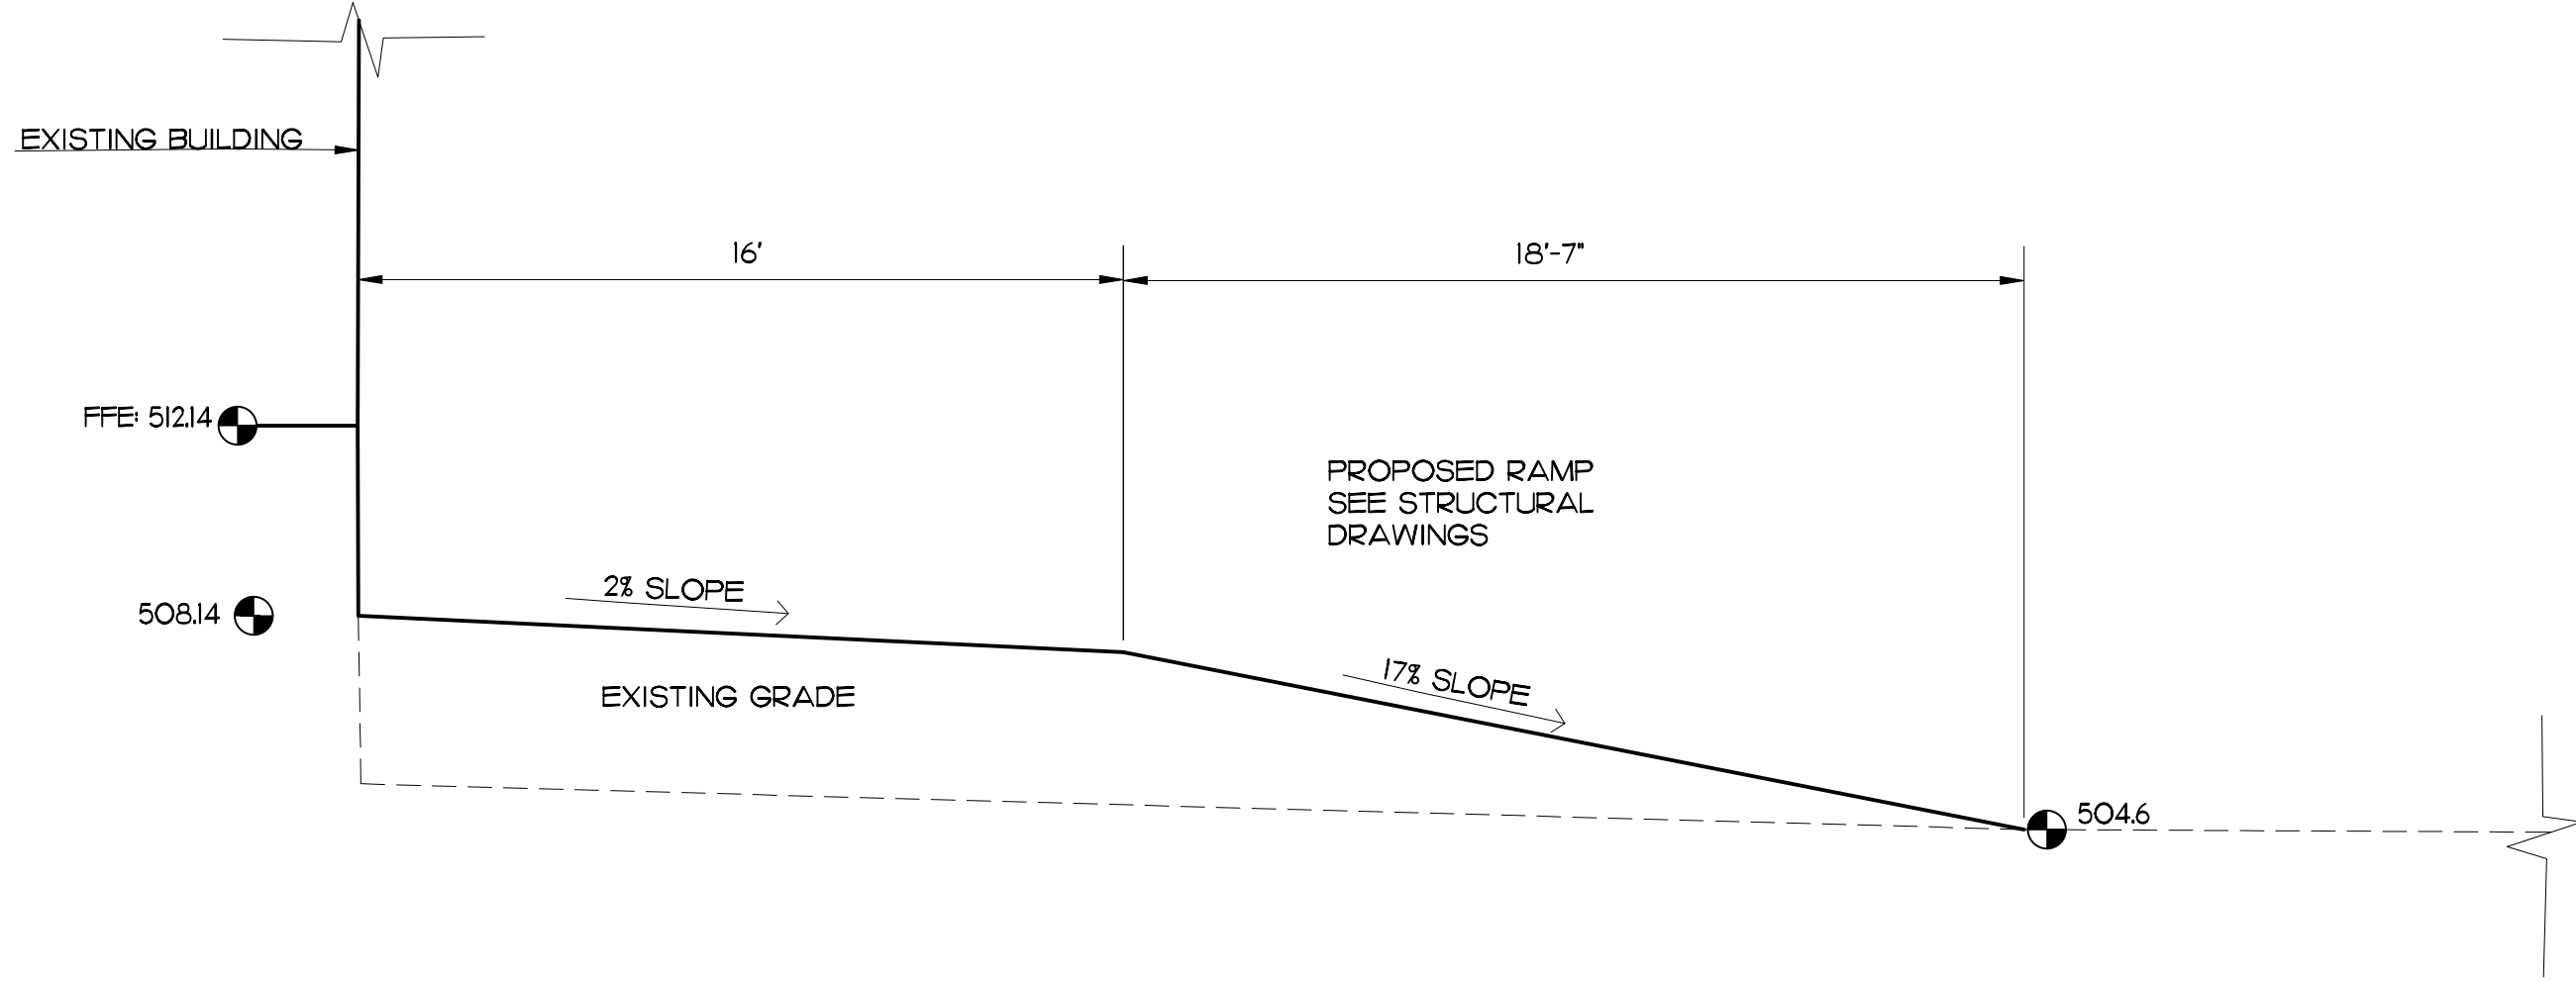 EXISTING BUILDING
16'
18'-7"
FFE: 512.14
PROPOSED RAMP
SEE STRUCTURAL
DRAWINGS
508.14
2% SLOPE
17% SLOPE
EXISTING GRADE
504.6